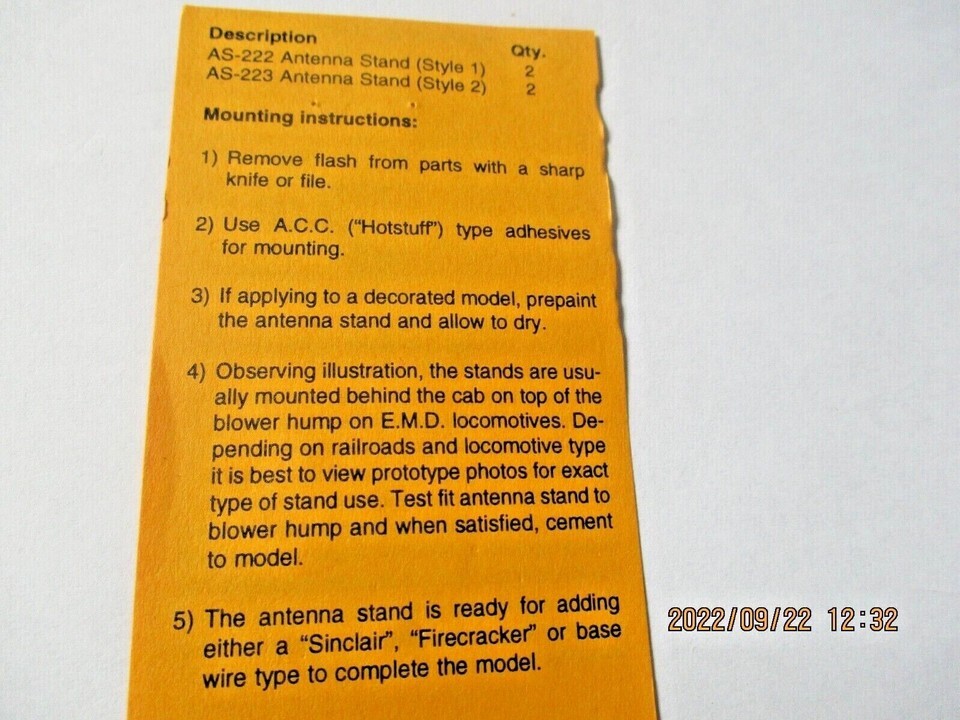 Description Qty.
AS-222 Antenna Stand (Style 1) 2
AS-223 Antenna Stand (Style 2) 2
Mounting instructions:
1) Remove flash from parts with a sharp
knife or file.
2) Use A.C.C. (“Hotstuff”) type adhesives
for mounting.
3) If applying to a decorated model, prepaint
the antenna stand and allow to dry.
4) Observing illustration, the stands are usu-
ally mounted behind the cab on top of the
blower hump on E.M.D. locomotives. De-
pending on railroads and locomotive type
it is best to view prototype photos for exact
type of stand use. Test fit antenna stand to
blower hump and when satisfied, cement
to model.
5) The antenna stand is ready for adding
either a “Sinclair”, “Firecracker” or base
wire type to complete the model.
2022/09/22 12:32